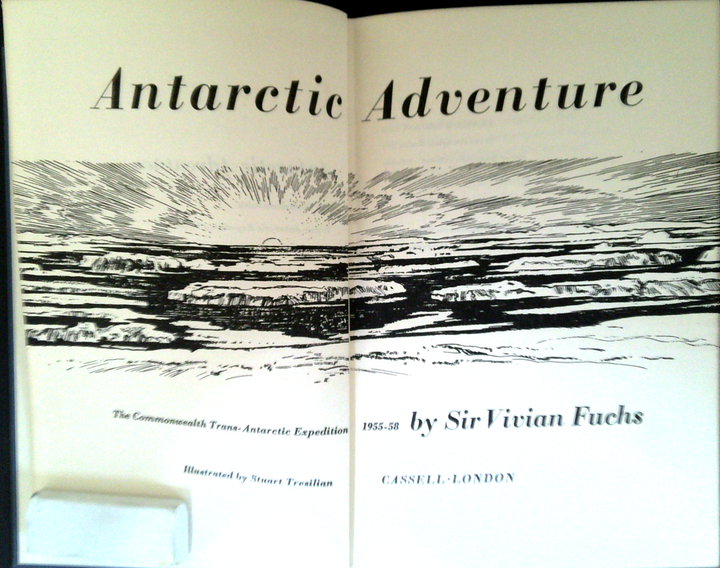 Antarctic Adventure
The Commonwealth Trans-Antarctic Expedition 1955-58 by Sir Vivian Fuchs
Illustrated by Stuart Tresilian CASSELL·LONDON